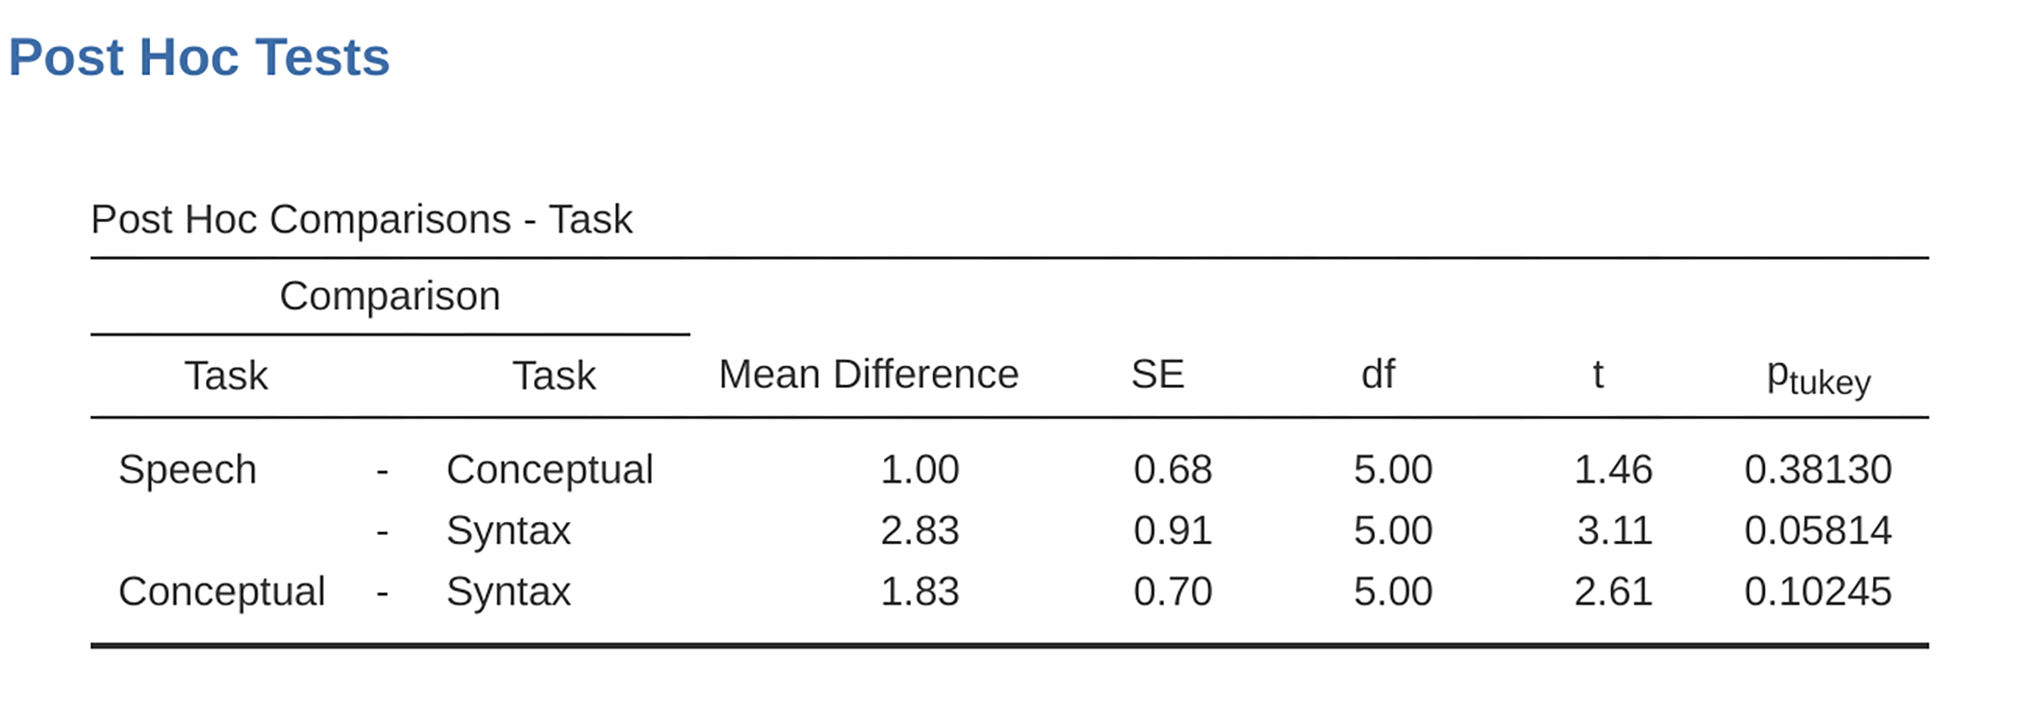 Post Hoc Tests
Post Hoc Comparisons - Task
Comparison
Task Task Mean Difference SE df t ptukey
Speech - Conceptual 1.00 0.68 5.00 1.46 0.38130
- Syntax 2.83 0.91 5.00 3.11 0.05814
Conceptual - Syntax 1.83 0.70 5.00 2.61 0.10245